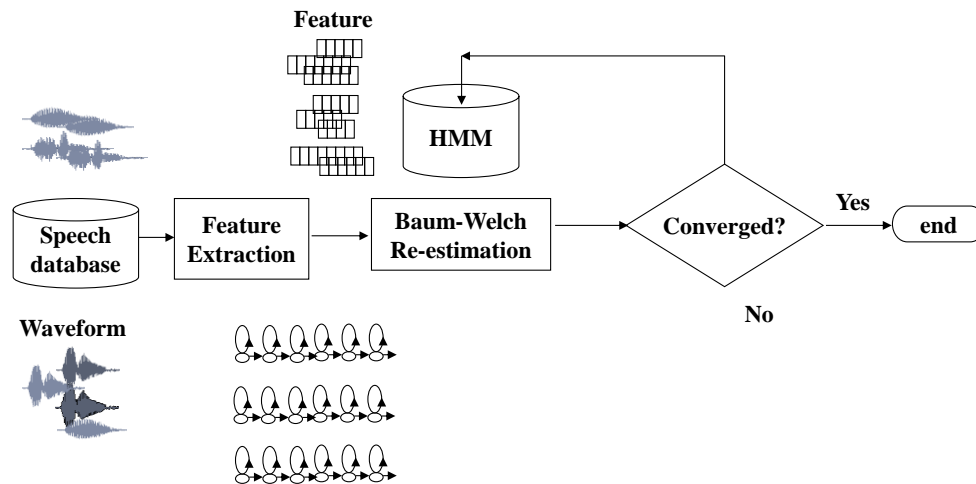 Feature
HMM
Speech
database
Feature
Extraction
Baum-Welch
Re-estimation
Converged?
Yes
end
No
Waveform